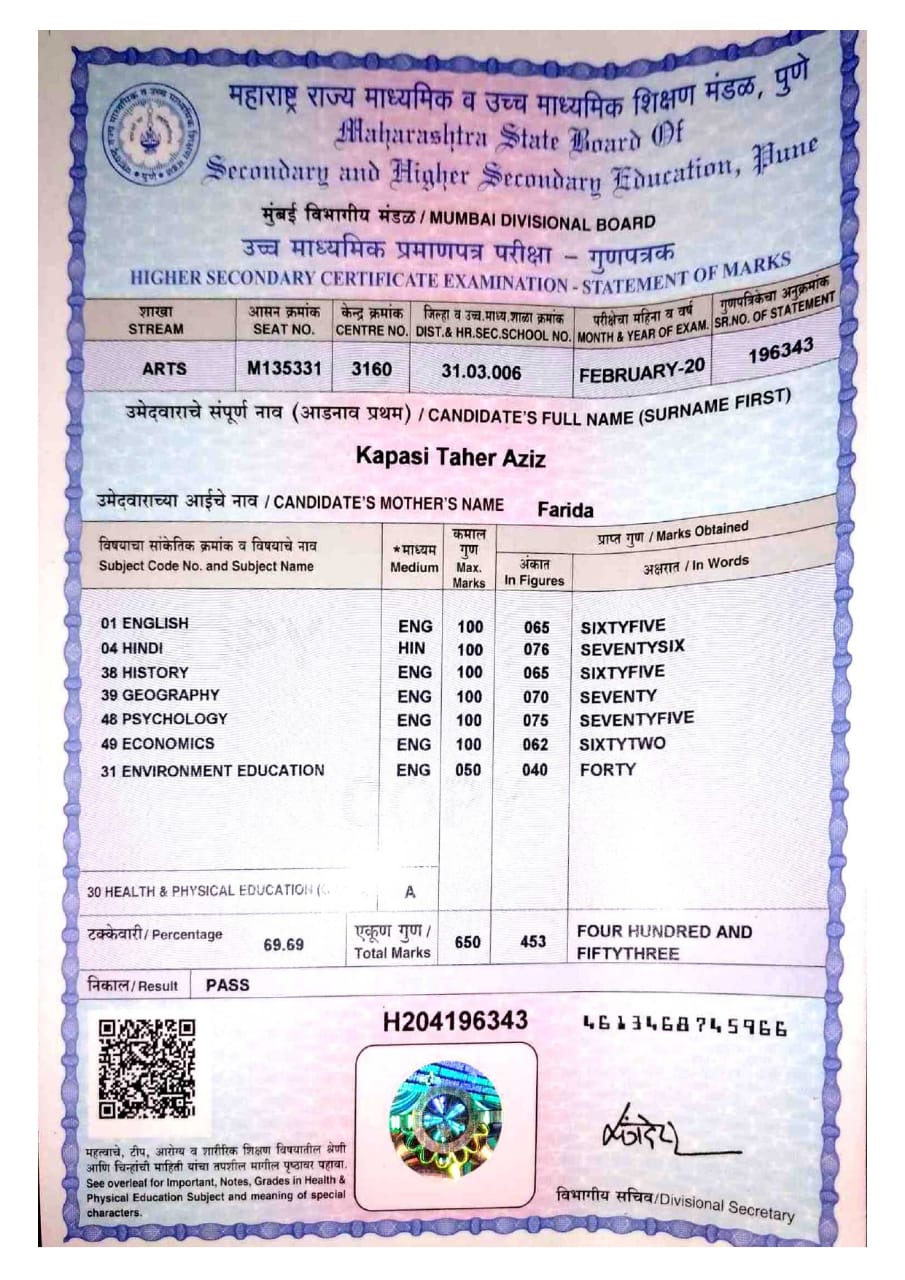 महाराष्ट्र राज्य माध्यमिक व उच्च माध्यमिक शिक्षण मंडळ, पुणे
Maharashtra State Board Of
Secondary and Higher Secondary Education, Pune
मुंबई विभागीय मंडळ / MUMBAI DIVISIONAL BOARD
उच्च माध्यमिक प्रमाणपत्र परीक्षा – गुणपत्रक
HIGHER SECONDARY CERTIFICATE EXAMINATION - STATEMENT OF MARKS
शाखा आसन क्रमांक केन्द्र क्रमांक जिल्हा व उच्च.माध्य.शाळा क्रमांक परीक्षेचा महिना व वर्ष गुणपत्रिकेचा अनुक्रमांक
STREAM SEAT NO. CENTRE NO. DIST.& HR.SEC.SCHOOL NO. MONTH & YEAR OF EXAM. SR.NO. OF STATEMENT
ARTS M135331 3160 31.03.006 FEBRUARY-20 196343
उमेदवाराचे संपूर्ण नाव (आडनाव प्रथम) / CANDIDATE'S FULL NAME (SURNAME FIRST)
Kapasi Taher Aziz
उमेदवाराच्या आईचे नाव / CANDIDATE'S MOTHER'S NAME Farida
विषयाचा सांकेतिक क्रमांक व विषयाचे नाव *माध्यम कमाल गुण प्राप्त गुण / Marks Obtained
Subject Code No. and Subject Name Medium Max. Marks अंकात In Figures अक्षरात / In Words
01 ENGLISH ENG 100 065 SIXTYFIVE
04 HINDI HIN 100 076 SEVENTYSIX
38 HISTORY ENG 100 065 SIXTYFIVE
39 GEOGRAPHY ENG 100 070 SEVENTY
48 PSYCHOLOGY ENG 100 075 SEVENTYFIVE
49 ECONOMICS ENG 100 062 SIXTYTWO
31 ENVIRONMENT EDUCATION ENG 050 040 FORTY
30 HEALTH & PHYSICAL EDUCATION A
टक्केवारी/ Percentage 69.69 एकूण गुण / Total Marks 650 453 FOUR HUNDRED AND
FIFTYTHREE
निकाल/ Result PASS
H204196343 4613468745966
महत्वाचे, टीप, आरोग्य व शारीरिक शिक्षण विषयातील श्रेणी
आणि चिन्हांची माहिती यांचा तपशील मागील पृष्ठावर पहावा.
See overleaf for Important, Notes, Grades in Health &
Physical Education Subject and meaning of special
characters.
विभागीय सचिव/Divisional Secretary